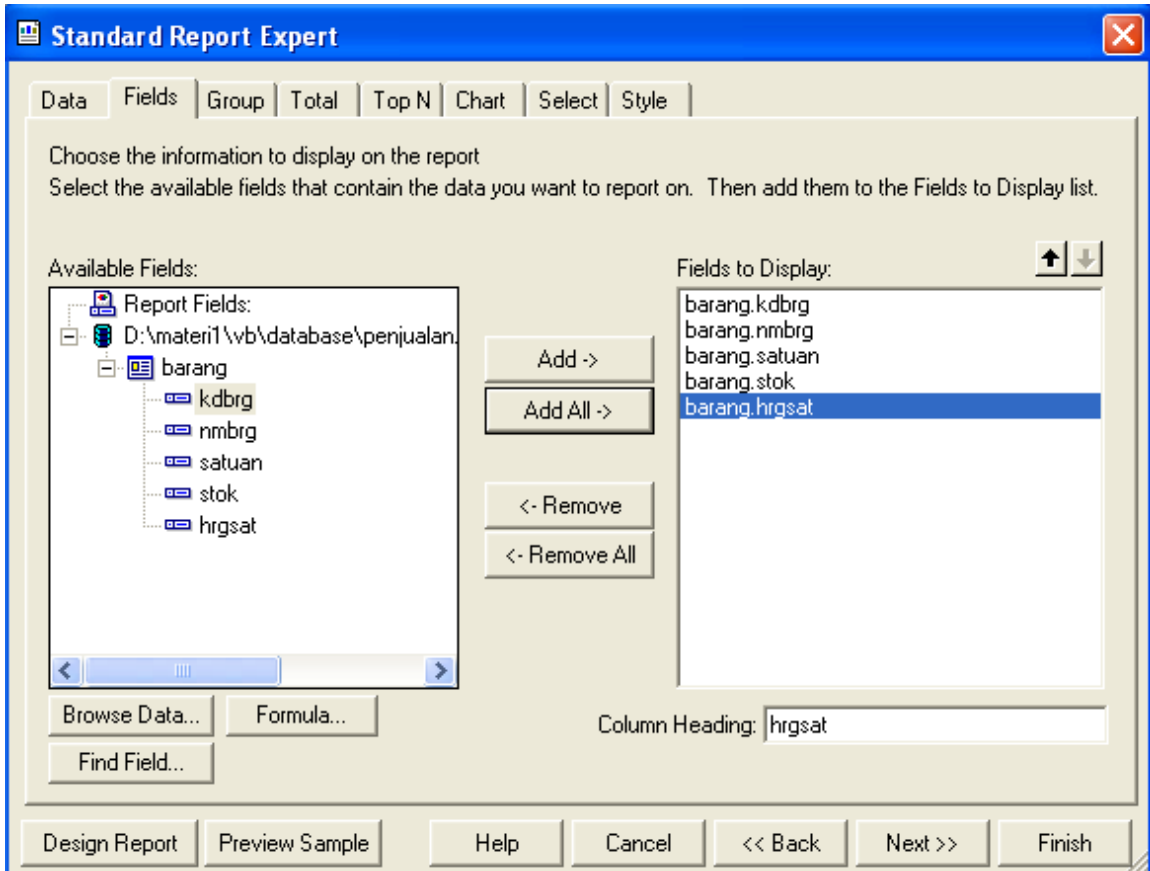 Standard Report Expert
Data Fields Group Total Top N Chart Select Style
Choose the information to display on the report
Select the available fields that contain the data you want to report on. Then add them to the Fields to Display list.
Available Fields:
Report Fields:
D:\materi1\vb\database\penjualan.
barang
kdbrg
nmbrg
satuan
stok
hrgsat
Add ->
Add All ->
<- Remove
<- Remove All
Fields to Display:
barang.kdbrg
barang.nmbrg
barang.satuan
barang.stok
barang.hrgsat
Browse Data... Formula...
Find Field...
Column Heading: hrgsat
Design Report Preview Sample Help Cancel << Back Next >> Finish